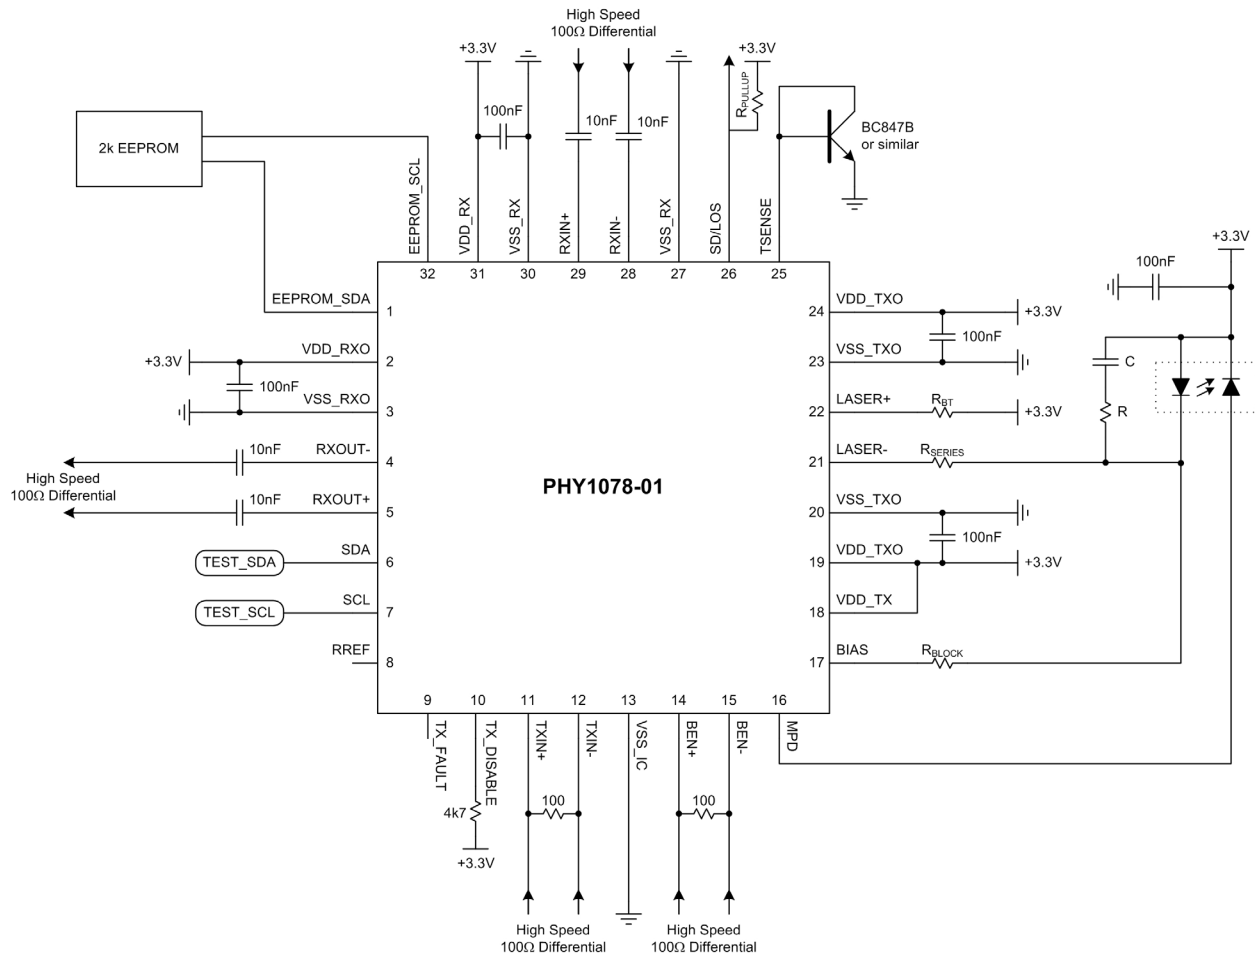 High Speed
100Ω Differential
+3.3V
+3.3V
100nF
10nF
10nF
R_PULLUP
BC847B
or similar
2k EEPROM
EEPROM_SCL
VDD_RX
VSS_RX
RXIN+
RXIN-
VSS_RX
SD/LOS
TSENSE
32
31
30
29
28
27
26
25
+3.3V
100nF
EEPROM_SDA
1
+3.3V
VDD_RXO
2
100nF
VSS_RXO
3
10nF
RXOUT-
4
High Speed
100Ω Differential
10nF
RXOUT+
5
TEST_SDA
SDA
6
TEST_SCL
SCL
7
RREF
8
PHY1078-01
24
VDD_TXO
+3.3V
100nF
23
VSS_TXO
22
LASER+
R_BT
+3.3V
21
LASER-
R_SERIES
C
R
20
VSS_TXO
100nF
19
VDD_TXO
+3.3V
18
VDD_TX
17
BIAS
R_BLOCK
9
10
11
12
13
14
15
16
TX_FAULT
TX_DISABLE
TXIN+
TXIN-
VSS_IC
BEN+
BEN-
MPD
4k7
100
100
+3.3V
High Speed
100Ω Differential
High Speed
100Ω Differential